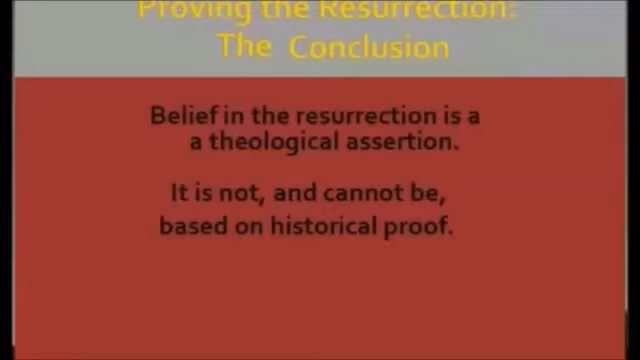 Proving the Resurrection:
The Conclusion
Belief in the resurrection is a
a theological assertion.
It is not, and cannot be,
based on historical proof.